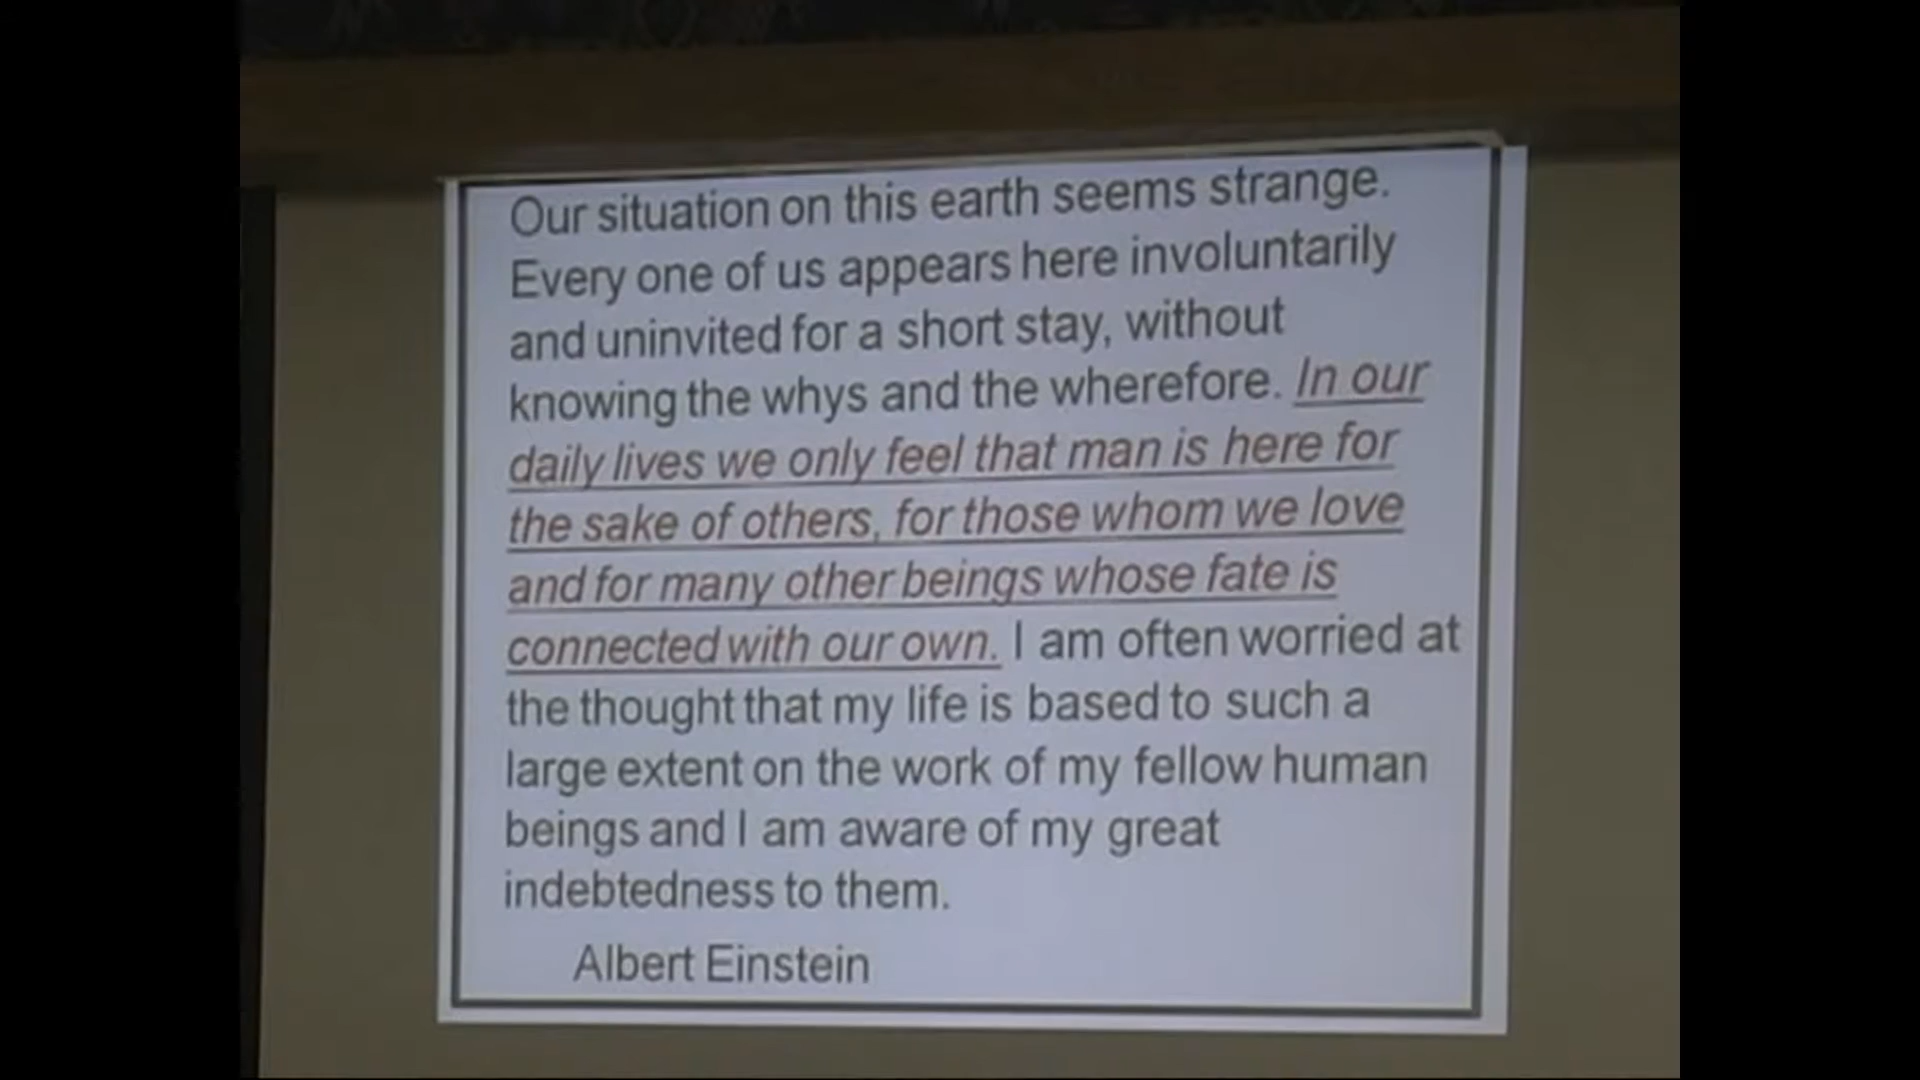 Our situation on this earth seems strange.
Every one of us appears here involuntarily
and uninvited for a short stay, without
knowing the whys and the wherefore. In our
daily lives we only feel that man is here for
the sake of others, for those whom we love
and for many other beings whose fate is
connected with our own. I am often worried at
the thought that my life is based to such a
large extent on the work of my fellow human
beings and I am aware of my great
indebtedness to them.
Albert Einstein